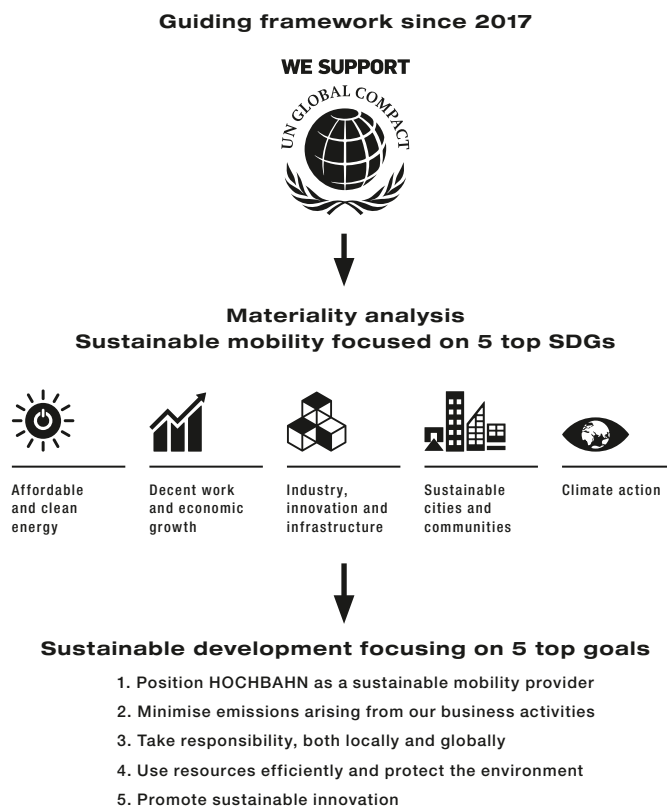 Guiding framework since 2017
WE SUPPORT
UN GLOBAL COMPACT
Materiality analysis
Sustainable mobility focused on 5 top SDGs
Affordable
and clean
energy
Decent work
and economic
growth
Industry,
innovation and
infrastructure
Sustainable
cities and
communities
Climate action
Sustainable development focusing on 5 top goals
1. Position HOCHBAHN as a sustainable mobility provider
2. Minimise emissions arising from our business activities
3. Take responsibility, both locally and globally
4. Use resources efficiently and protect the environment
5. Promote sustainable innovation